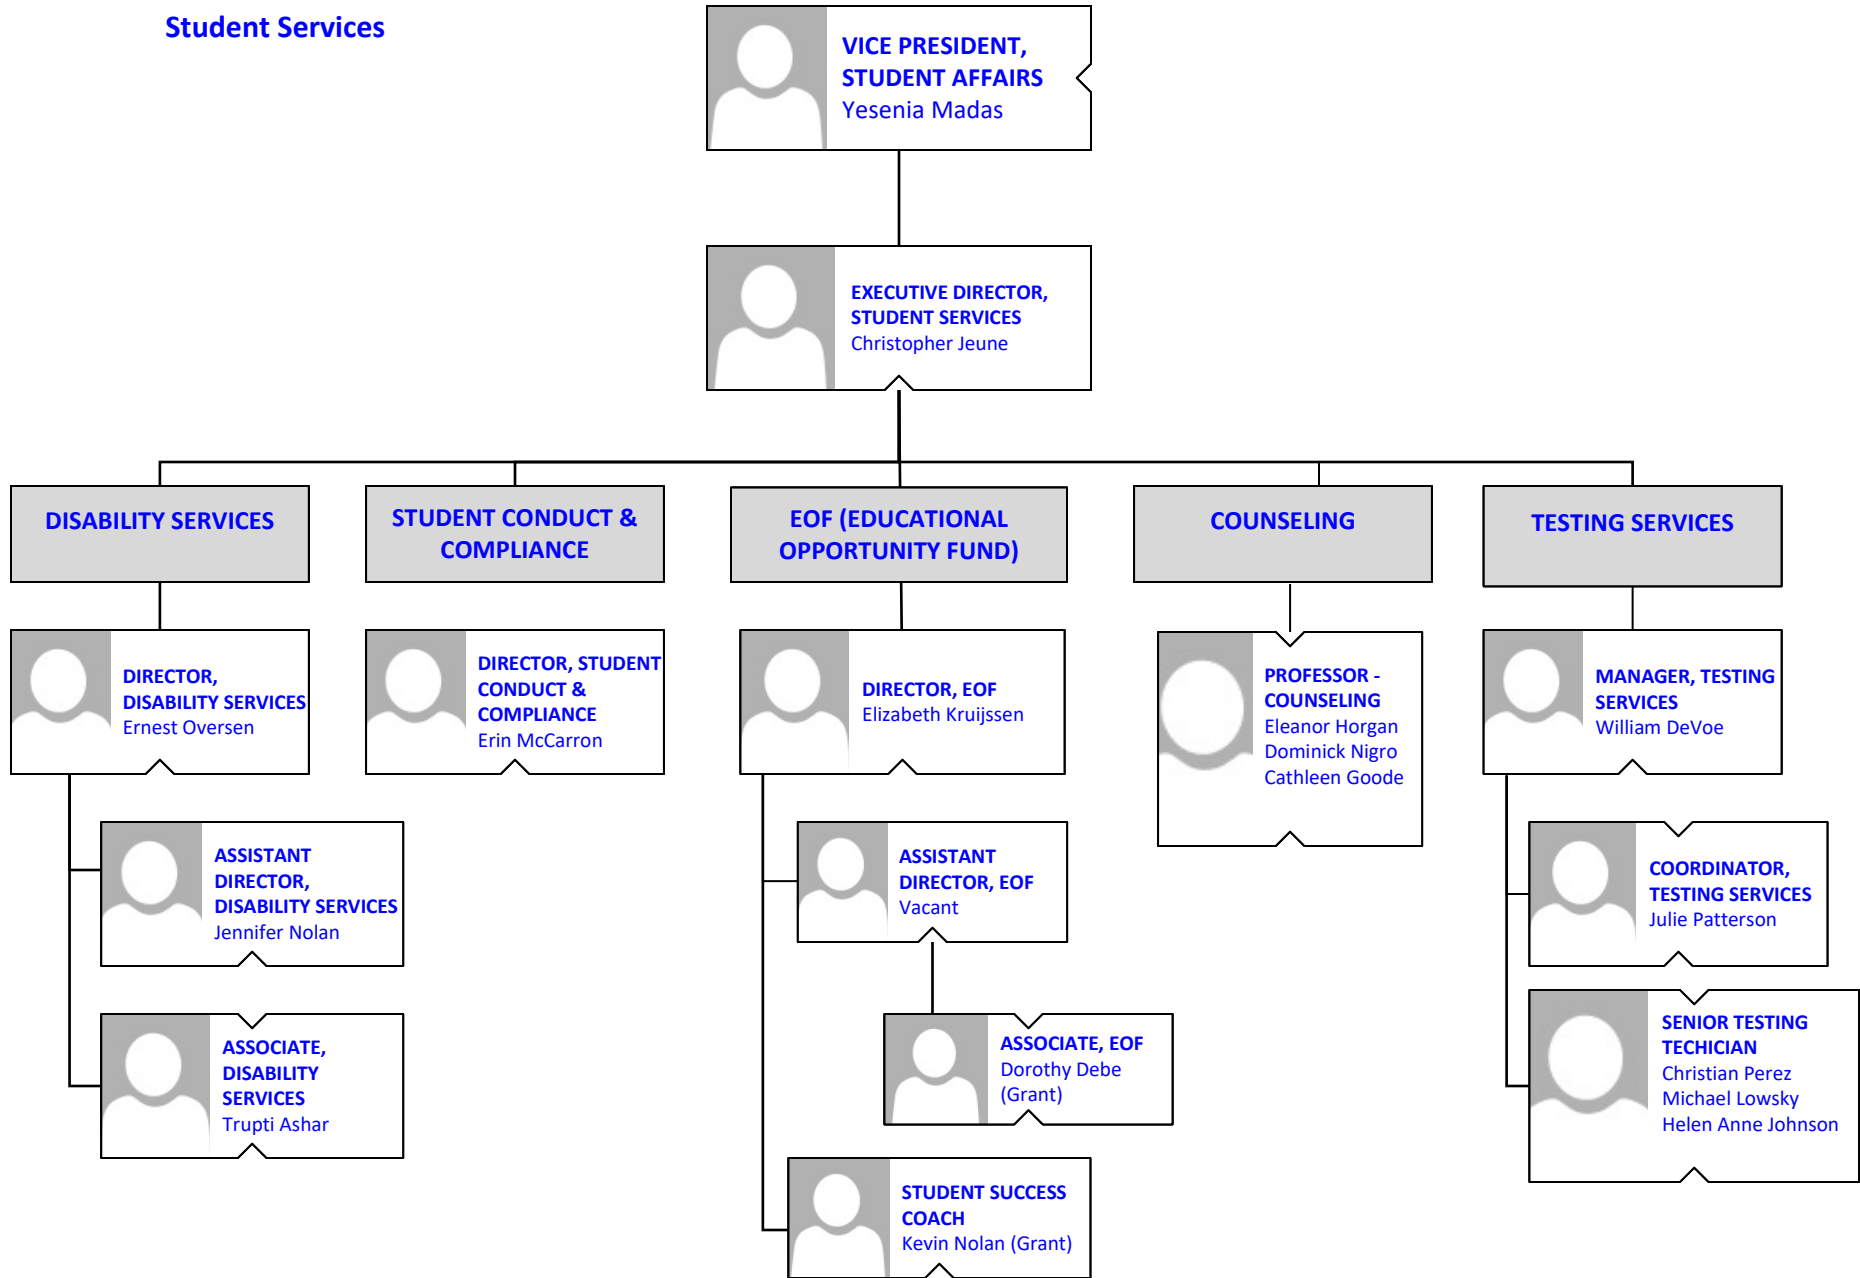 Student Services
VICE PRESIDENT,
STUDENT AFFAIRS
Yesenia Madas
EXECUTIVE DIRECTOR,
STUDENT SERVICES
Christopher Jeune
DISABILITY SERVICES
STUDENT CONDUCT &
COMPLIANCE
EOF (EDUCATIONAL
OPPORTUNITY FUND)
COUNSELING
TESTING SERVICES
DIRECTOR,
DISABILITY SERVICES
Ernest Oversen
DIRECTOR, STUDENT
CONDUCT &
COMPLIANCE
Erin McCarron
DIRECTOR, EOF
Elizabeth Kruijssen
PROFESSOR -
COUNSELING
Eleanor Horgan
Dominick Nigro
Cathleen Goode
MANAGER, TESTING
SERVICES
William DeVoe
ASSISTANT
DIRECTOR,
DISABILITY SERVICES
Jennifer Nolan
ASSISTANT
DIRECTOR, EOF
Vacant
COORDINATOR,
TESTING SERVICES
Julie Patterson
ASSOCIATE,
DISABILITY
SERVICES
Trupti Ashar
ASSOCIATE, EOF
Dorothy Debe
(Grant)
SENIOR TESTING
TECHICIAN
Christian Perez
Michael Lowsky
Helen Anne Johnson
STUDENT SUCCESS
COACH
Kevin Nolan (Grant)